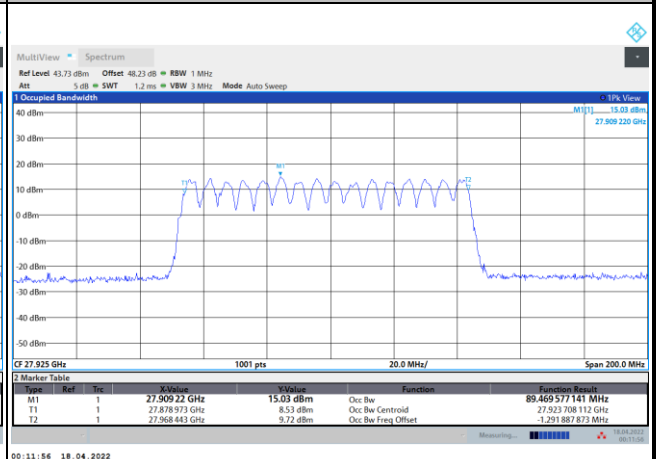 MultiView Spectrum
Ref Level 43.73 dBm Offset 48.23 dB RBW 1 MHz
Att 5 dB SWT 1.2 ms VBW 3 MHz Mode Auto Sweep
1 Occupied Bandwidth 1Pk View
M1[1] 15.03 dBm
27.909 220 GHz
40 dBm
30 dBm
20 dBm
M1
T1
T2
10 dBm
0 dBm
-10 dBm
-20 dBm
-30 dBm
-40 dBm
-50 dBm
CF 27.925 GHz 1001 pts 20.0 MHz/ Span 200.0 MHz
2 Marker Table
Type Ref Trc X-Value Y-Value Function Function Result
M1 1 27.909 22 GHz 15.03 dBm Occ Bw 89.469 577 141 MHz
T1 1 27.878 973 GHz 8.53 dBm Occ Bw Centroid 27.923 708 112 GHz
T2 1 27.968 443 GHz 9.72 dBm Occ Bw Freq Offset -1.291 887 873 MHz
Measuring... 18.04.2022
00:11:56
00:11:56 18.04.2022